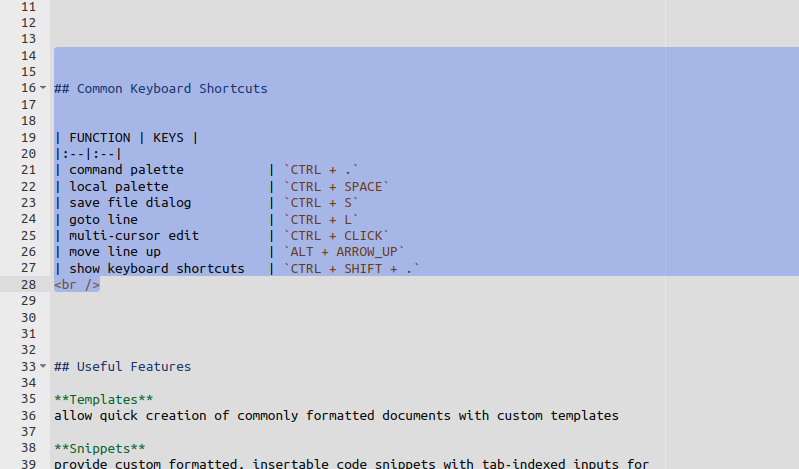 11
12
13
14
15
16 ## Common Keyboard Shortcuts
17
18
19 | FUNCTION | KEYS |
20 |:--|:--|
21 | command palette | `CTRL + .`
22 | local palette | `CTRL + SPACE`
23 | save file dialog | `CTRL + S`
24 | goto line | `CTRL + L`
25 | multi-cursor edit | `CTRL + CLICK`
26 | move line up | `ALT + ARROW_UP`
27 | show keyboard shortcuts | `CTRL + SHIFT + .`
28 <br />
29
30
31
32
33 ## Useful Features
34
35 **Templates**
36 allow quick creation of commonly formatted documents with custom templates
37
38 **Snippets**
39 provide custom formatted, insertable code snippets with tab-indexed inputs for